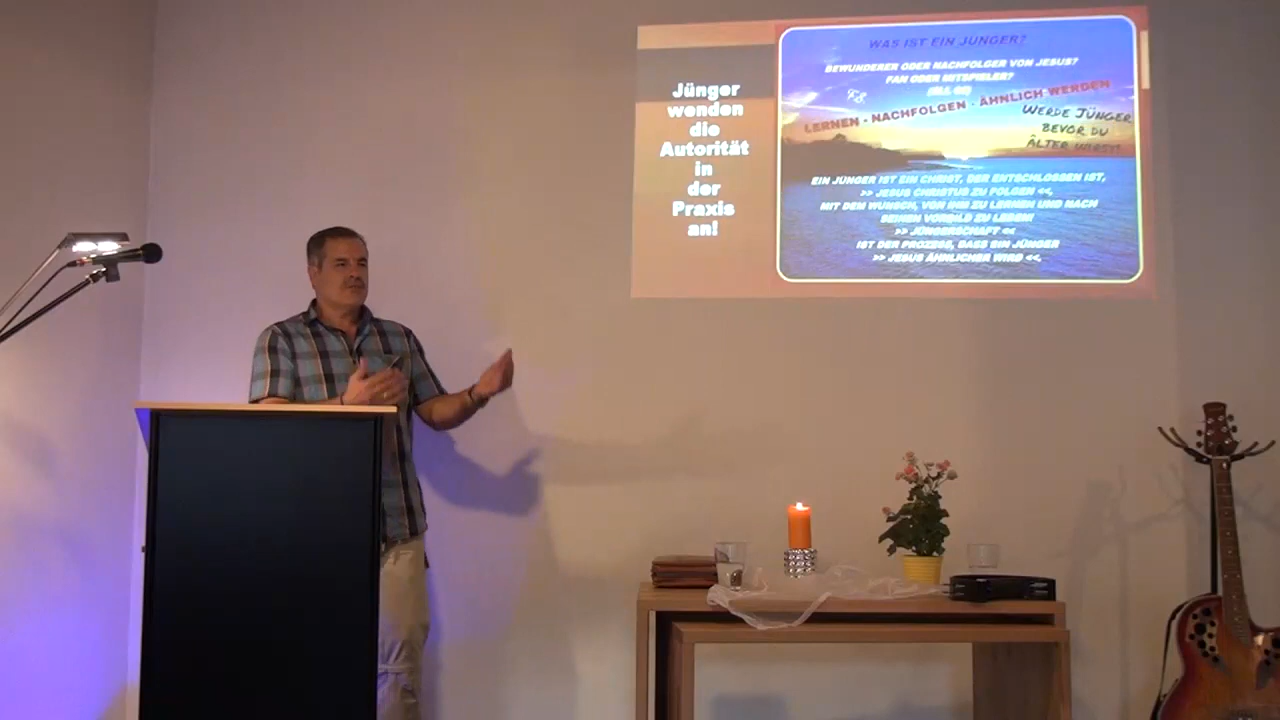 Jünger
wenden
die
Autorität
in
der
Praxis
an!
WAS IST EIN JÜNGER?
BEWUNDERER ODER NACHFOLGER VON JESUS?
FAN ODER MITSPIELER?
LERNEN - NACHFOLGEN - ÄHNLICH WERDEN
WERDE JÜNGER
BEVOR DU
ÄLTER WIRST!
EIN JÜNGER IST EIN CHRIST, DER ENTSCHLOSSEN IST,
>> JESUS CHRISTUS ZU FOLGEN <<,
MIT DEM WUNSCH, VON IHM ZU LERNEN UND NACH
SEINEM VORBILD ZU LEBEN!
>> JÜNGERSCHAFT <<
IST DER PROZESS, DASS EIN JÜNGER
>> JESUS ÄHNLICHER WIRD <<.